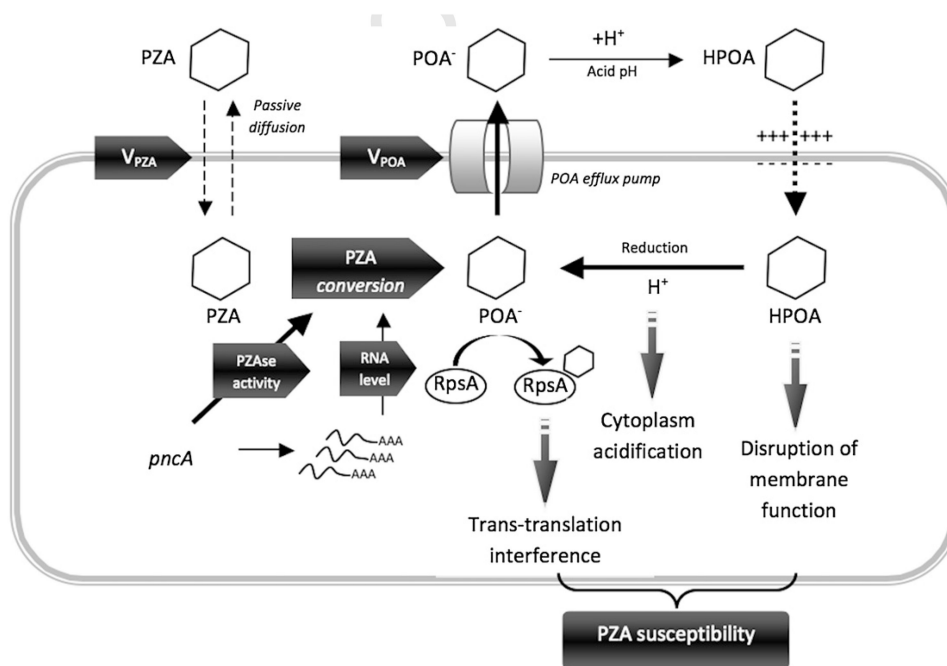 PZA
POA⁻
+H⁺
Acid pH
HPOA
Passive
diffusion
V_PZA
V_POA
POA efflux pump
+++ +++
PZA
conversion
Reduction
H⁺
PZA
POA⁻
HPOA
PZAse
activity
RNA
level
RpsA
RpsA
pncA
AAA
AAA
AAA
Cytoplasm
acidification
Disruption of
membrane
function
Trans-translation
interference
PZA susceptibility